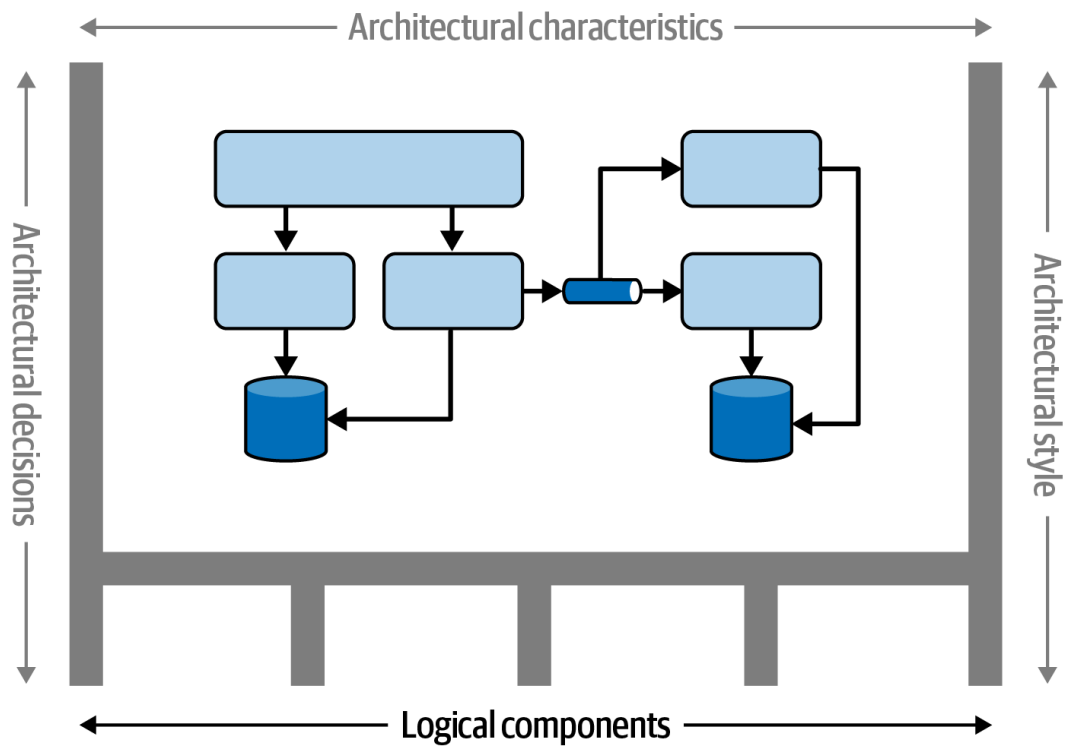 Architectural characteristics
Architectural decisions
Architectural style
Logical components